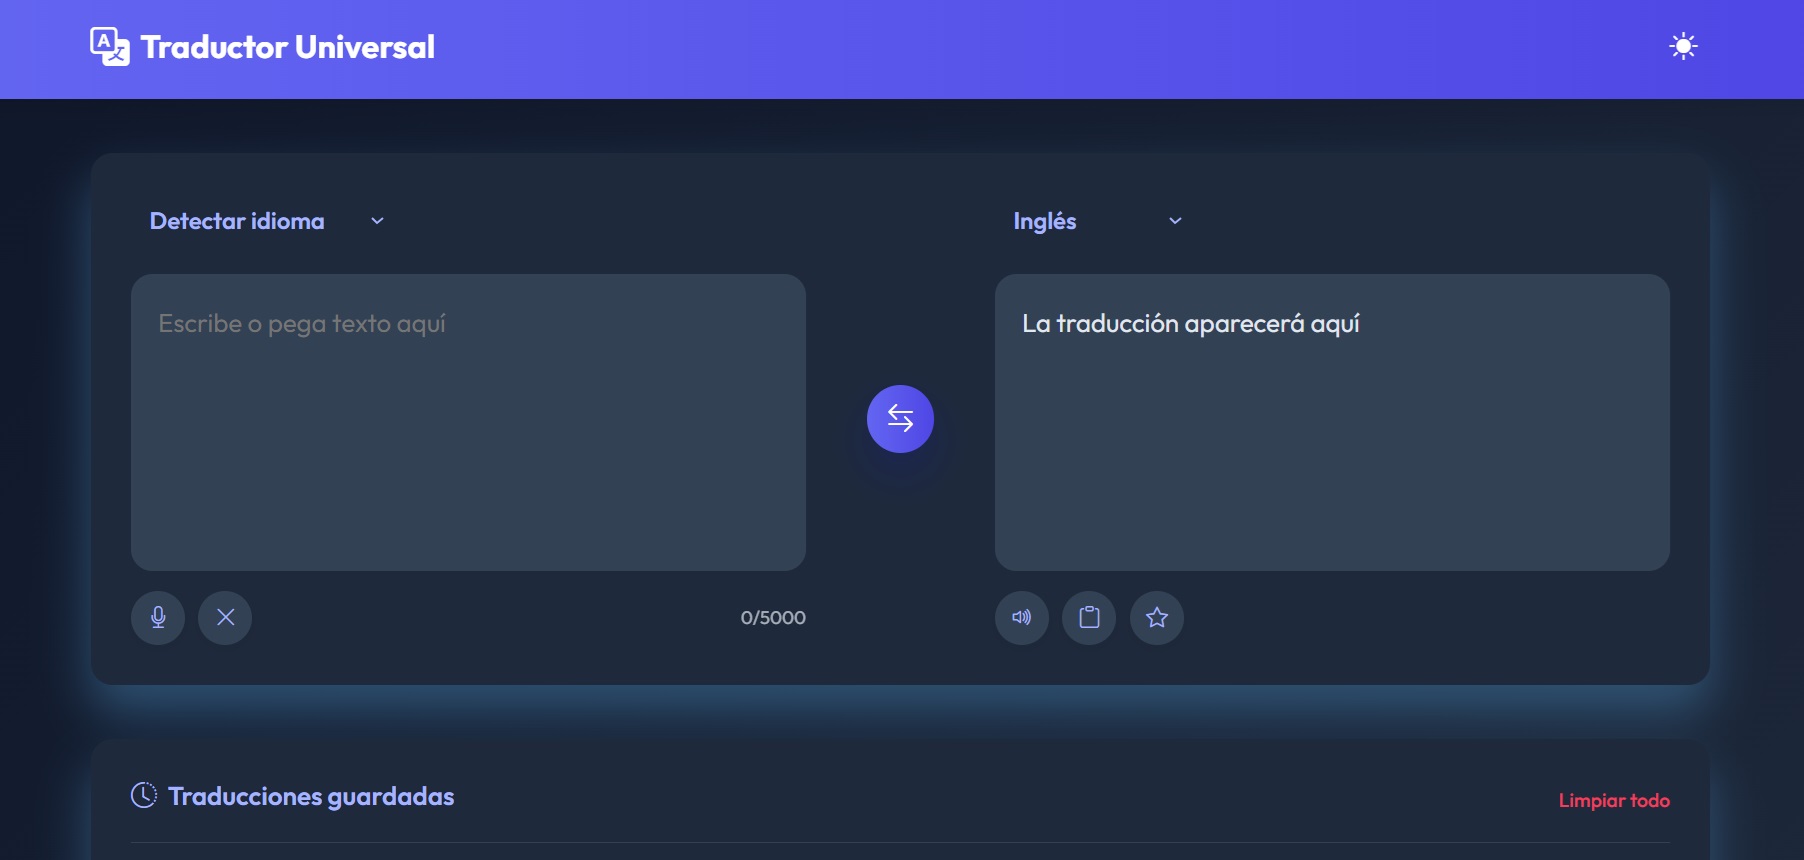 Traductor Universal
Detectar idioma
Inglés
Escribe o pega texto aquí
La traducción aparecerá aquí
0/5000
Traducciones guardadas
Limpiar todo